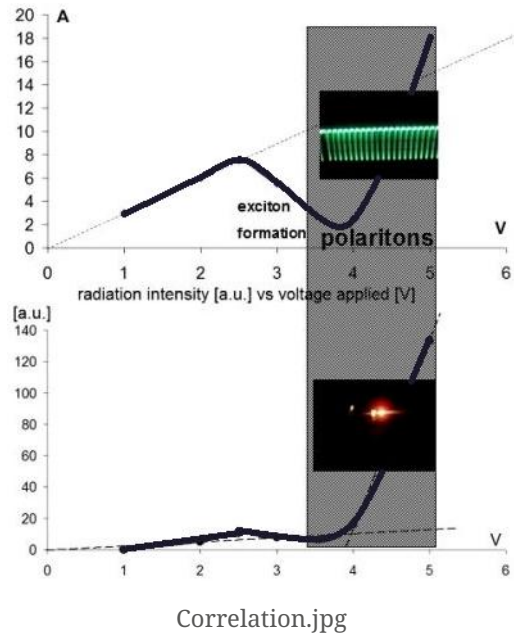 A
20
18
16
14
12
10
8
6
4
2
0
exciton
formation
polaritons
V
0 1 2 3 4 5 6
radiation intensity [a.u.] vs voltage applied [V]
[a.u.]
140
120
100
80
60
40
20
0
V
0 1 2 3 4 5 6
Correlation.jpg